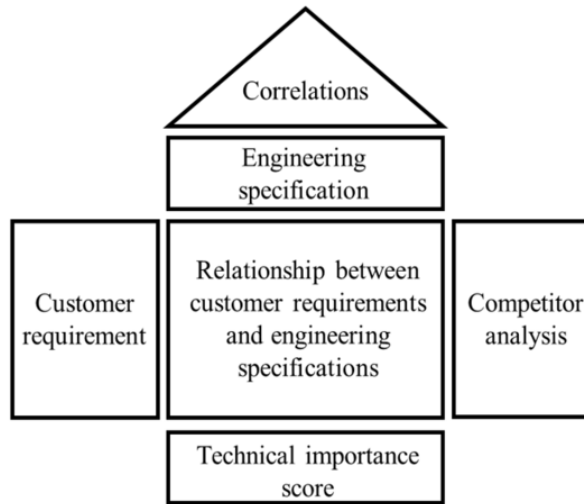 Correlations
Engineering
specification
Customer
requirement
Relationship between
customer requirements
and engineering
specifications
Competitor
analysis
Technical importance
score